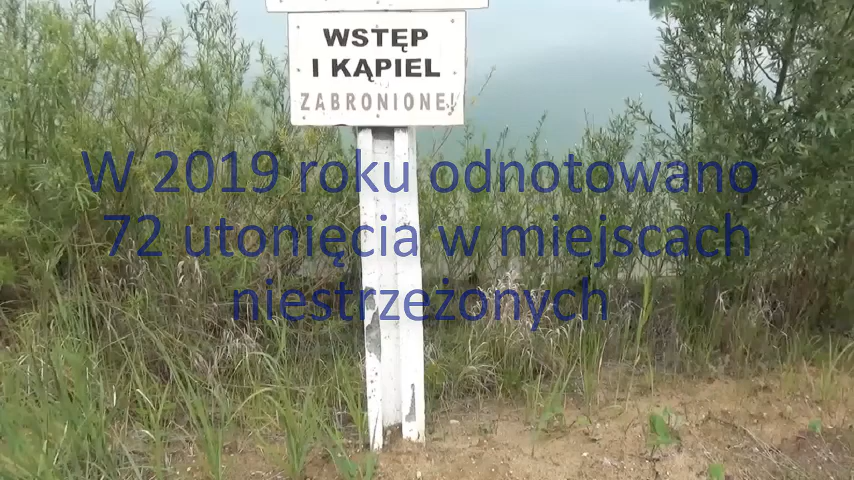 WSTĘP
I KĄPIEL
ZABRONIONE!
W 2019 roku odnotowano
72 utonięcia w miejscach
niestrzeżonych